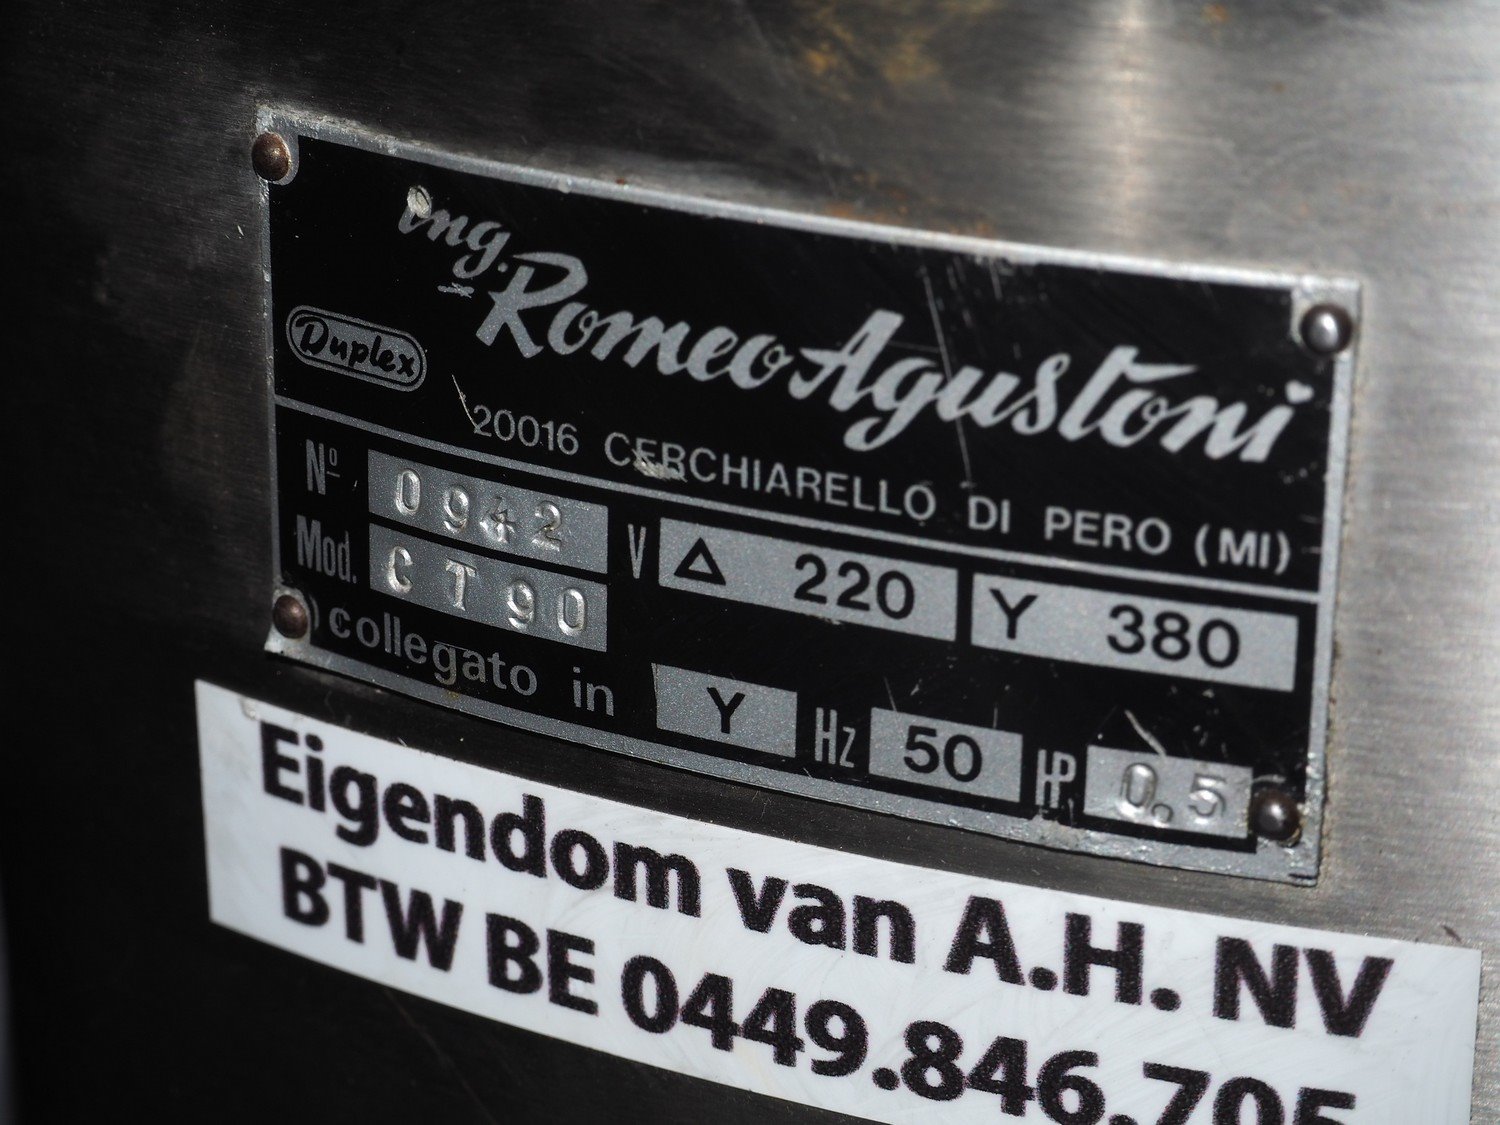 ing. Romeo Agustoni
Duplex
20016 CERCHIARELLO DI PERO (MI)
Nº 0942
Mod. CT90
V Δ 220 Y 380
) collegato in Y Hz 50 HP 0.5
Eigendom van A.H. NV
BTW BE 0449.846.705